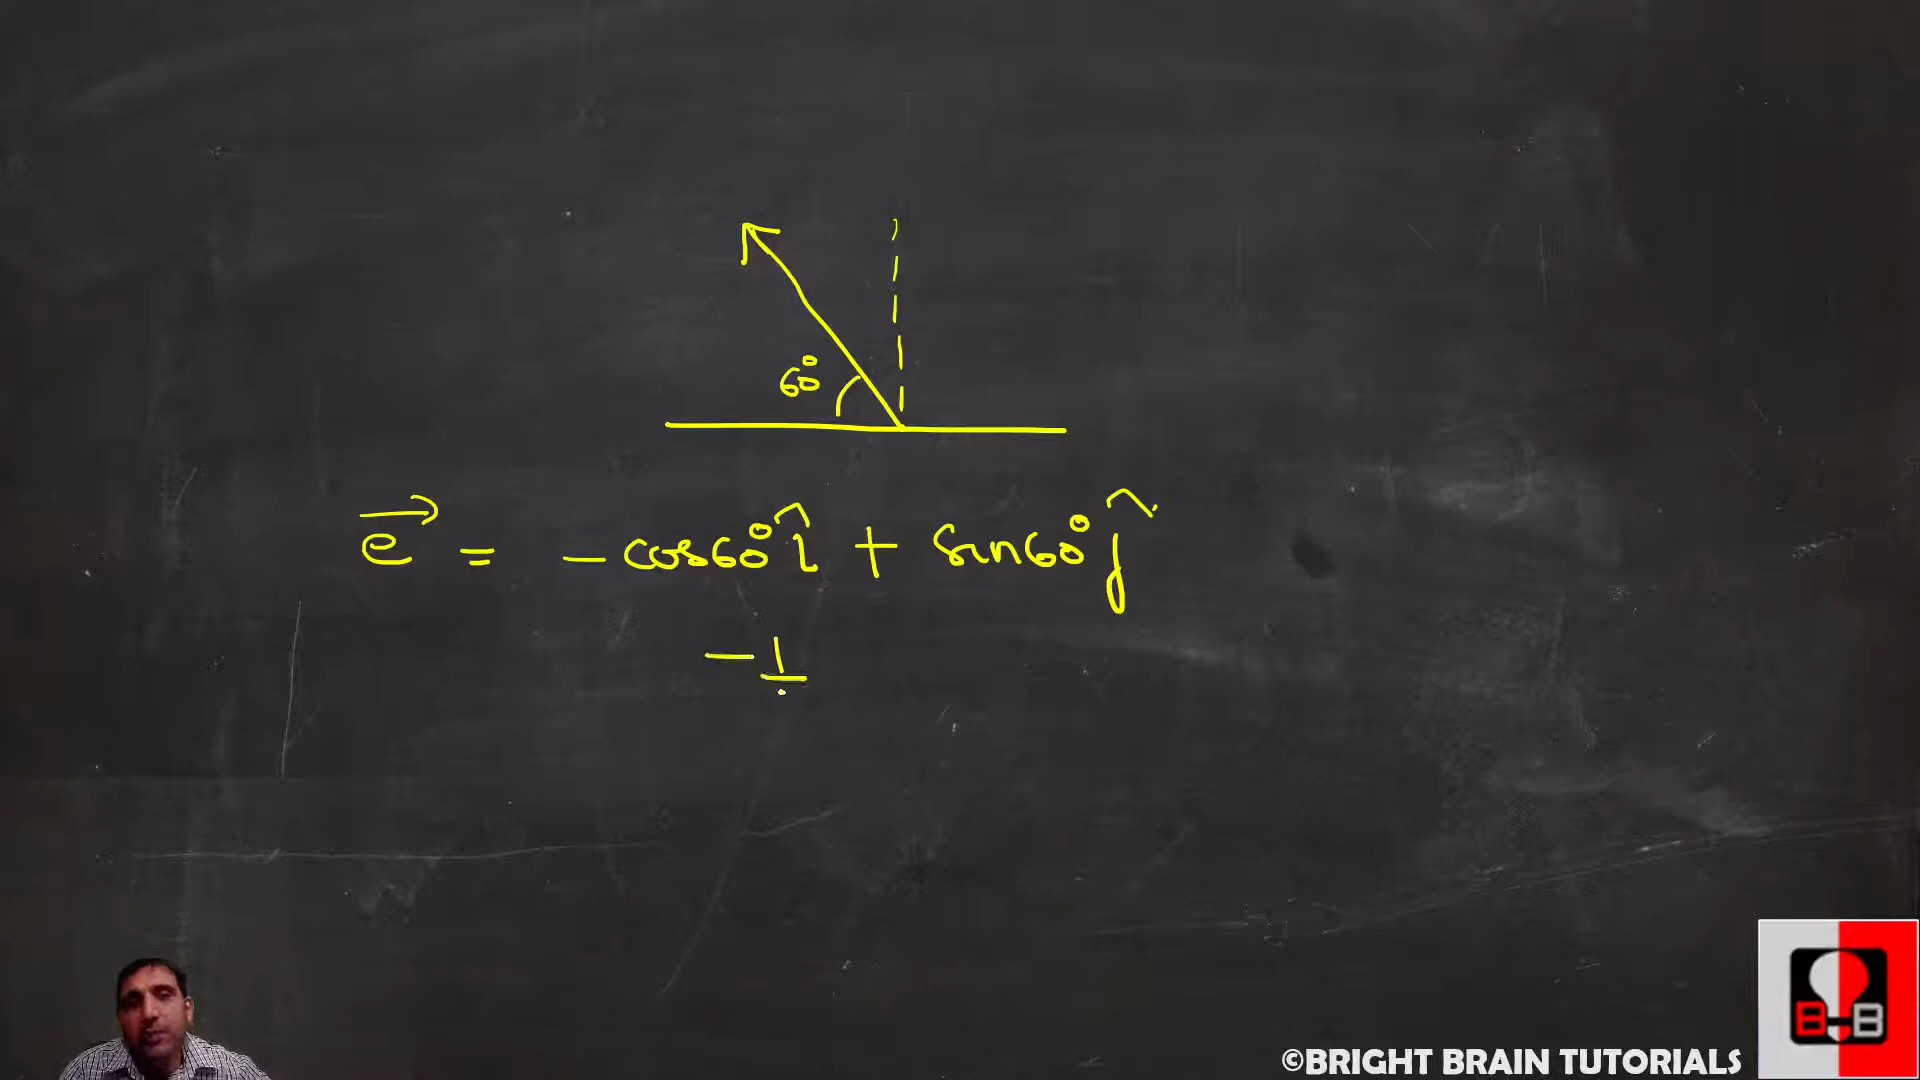 60°
e⃗ = - cos60° î + sin60° ĵ
- 1
B B
©BRIGHT BRAIN TUTORIALS